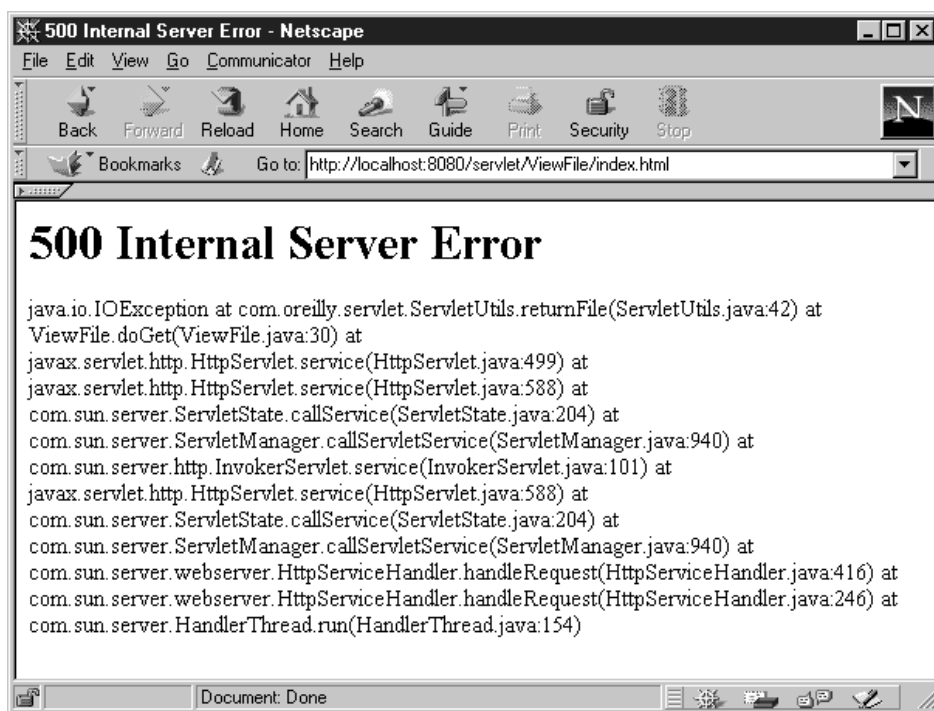 500 Internal Server Error - Netscape
File Edit View Go Communicator Help
Back Forward Reload Home Search Guide Print Security Stop
N
Bookmarks Go to: http://localhost:8080/servlet/ViewFile/index.html
500 Internal Server Error
java.io.IOException at com.oreilly.servlet.ServletUtils.returnFile(ServletUtils.java:42) at
ViewFile.doGet(ViewFile.java:30) at
javax.servlet.http.HttpServlet.service(HttpServlet.java:499) at
javax.servlet.http.HttpServlet.service(HttpServlet.java:588) at
com.sun.server.ServletState.callService(ServletState.java:204) at
com.sun.server.ServletManager.callServletService(ServletManager.java:940) at
com.sun.server.http.InvokerServlet.service(InvokerServlet.java:101) at
javax.servlet.http.HttpServlet.service(HttpServlet.java:588) at
com.sun.server.ServletState.callService(ServletState.java:204) at
com.sun.server.ServletManager.callServletService(ServletManager.java:940) at
com.sun.server.webserver.HttpServiceHandler.handleRequest(HttpServiceHandler.java:416) at
com.sun.server.webserver.HttpServiceHandler.handleRequest(HttpServiceHandler.java:246) at
com.sun.server.HandlerThread.run(HandlerThread.java:154)
Document: Done